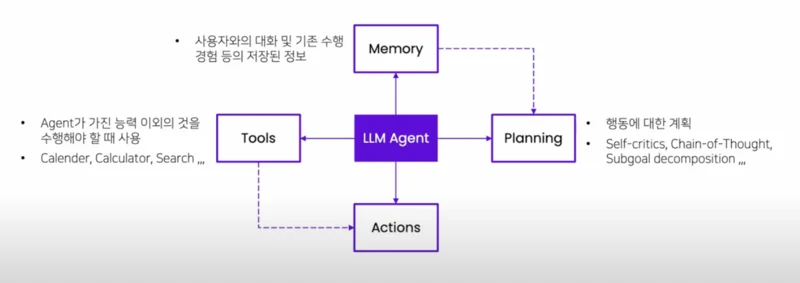 • 사용자와의 대화 및 기존 수행
경험 등의 저장된 정보
Memory
• Agent가 가진 능력 이외의 것을
수행해야 할 때 사용
• Calender, Calculator, Search ,,,
Tools
LLM Agent
Planning
• 행동에 대한 계획
• Self-critics, Chain-of-Thought,
Subgoal decomposition ,,,
Actions